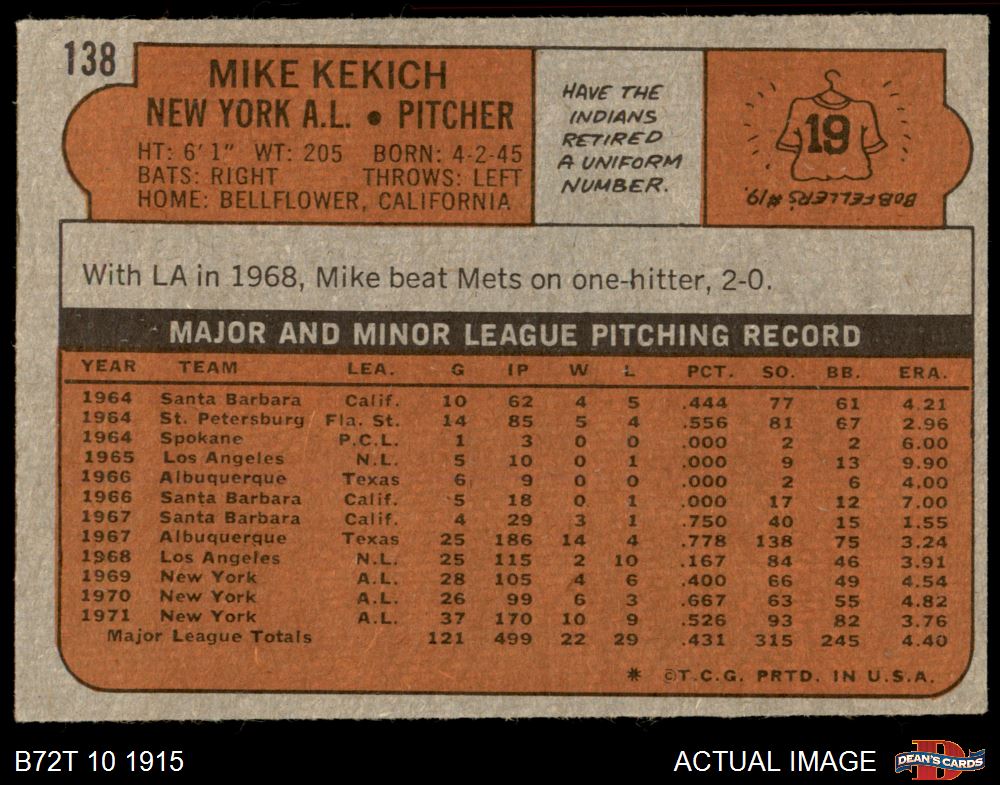 138
MIKE KEKICH
NEW YORK A.L. • PITCHER
HT: 6' 1" WT: 205 BORN: 4-2-45
BATS: RIGHT THROWS: LEFT
HOME: BELLFLOWER, CALIFORNIA
HAVE THE
INDIANS
RETIRED
A UNIFORM
NUMBER.
19
BOB FELLER'S #19.
With LA in 1968, Mike beat Mets on one-hitter, 2-0.
MAJOR AND MINOR LEAGUE PITCHING RECORD
YEAR TEAM LEA. G IP W L PCT. SO. BB. ERA.
1964 Santa Barbara Calif. 10 62 4 5 .444 77 61 4.21
1964 St. Petersburg Fla. St. 14 85 5 4 .556 81 67 2.96
1964 Spokane P.C.L. 1 3 0 0 .000 2 2 6.00
1965 Los Angeles N.L. 5 10 0 1 .000 9 13 9.90
1966 Albuquerque Texas 6 9 0 0 .000 2 6 4.00
1966 Santa Barbara Calif. 5 18 0 1 .000 17 12 7.00
1967 Santa Barbara Calif. 4 29 3 1 .750 40 15 1.55
1967 Albuquerque Texas 25 186 14 4 .778 138 75 3.24
1968 Los Angeles N.L. 25 115 2 10 .167 84 46 3.91
1969 New York A.L. 28 105 4 6 .400 66 49 4.54
1970 New York A.L. 26 99 6 3 .667 63 55 4.82
1971 New York A.L. 37 170 10 9 .526 93 82 3.76
Major League Totals 121 499 22 29 .431 315 245 4.40
* ©T.C.G. PRTD. IN U.S.A.
B72T 10 1915
ACTUAL IMAGE
D
DEAN'S CARDS